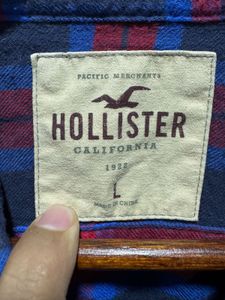 PACIFIC MERCHANTS
HOLLISTER
CALIFORNIA
1922
L
MADE IN CHINA